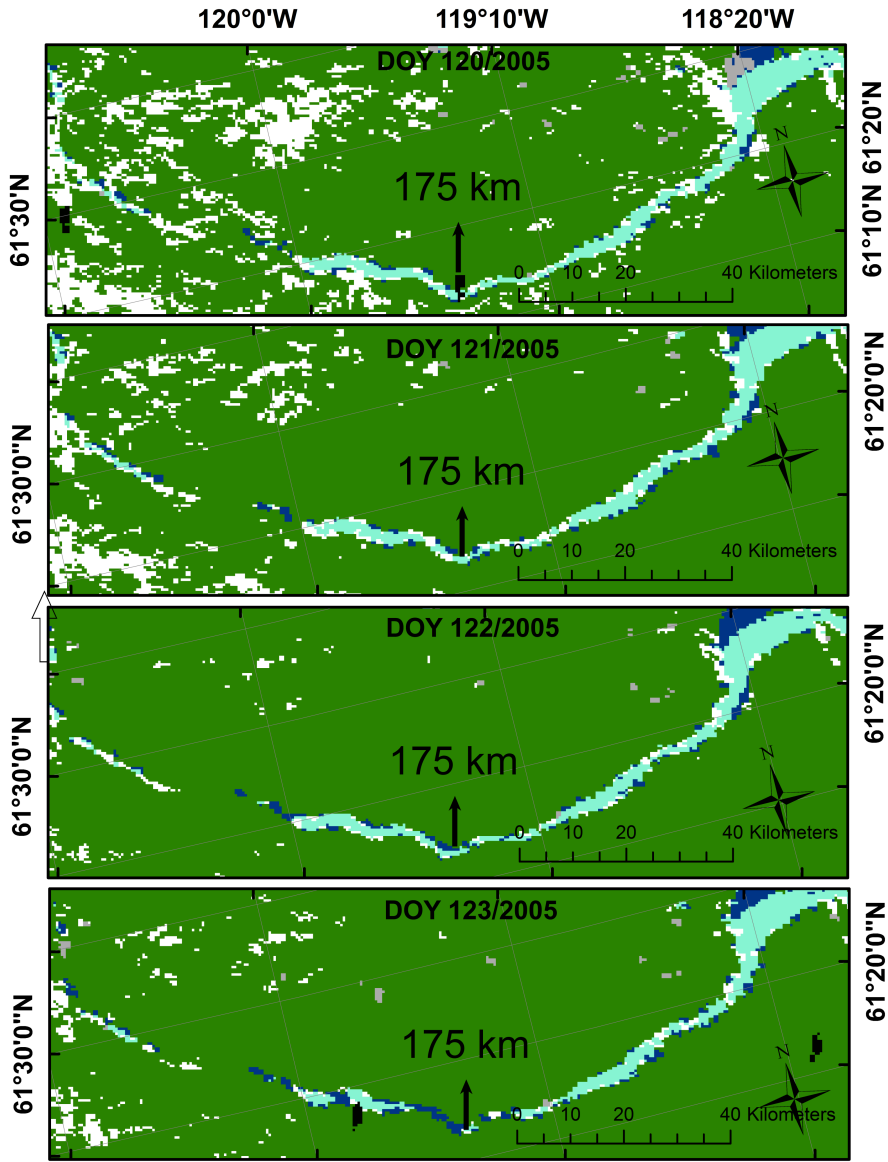 120°0'W 119°10'W 118°20'W
DOY 120/2005
61°30'N
61°20'N
61°10'N
N
175 km
0 10 20 40 Kilometers
DOY 121/2005
61°30'0"N
61°20'0"N
N
175 km
0 10 20 40 Kilometers
DOY 122/2005
61°30'0"N
61°20'0"N
N
175 km
0 10 20 40 Kilometers
DOY 123/2005
61°30'0"N
61°20'0"N
N
175 km
0 10 20 40 Kilometers